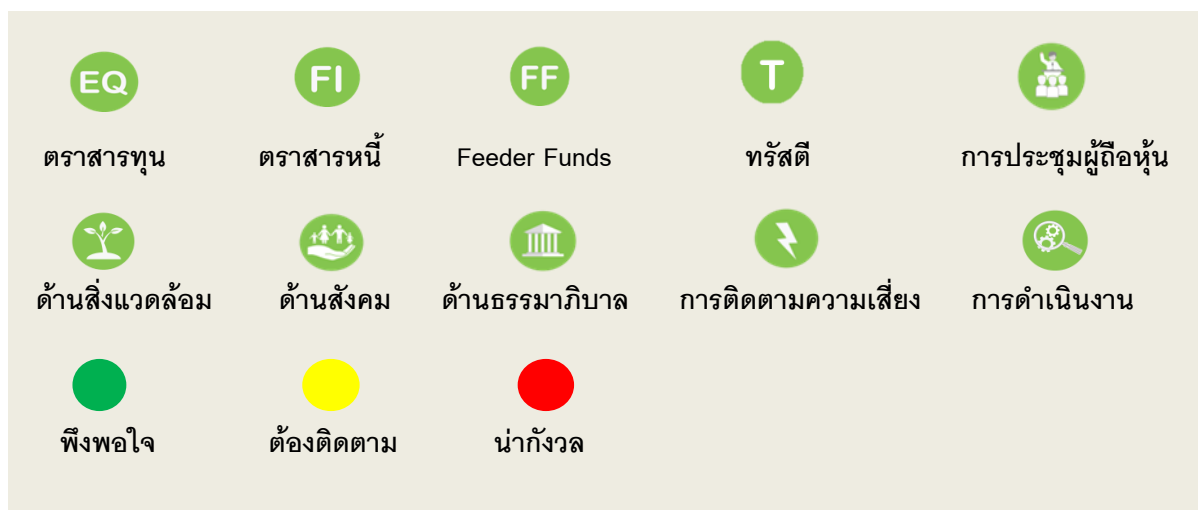 EQ FI FF T
ตราสารทุน ตราสารหนี้ Feeder Funds ทรัสตี การประชุมผู้ถือหุ้น
ด้านสิ่งแวดล้อม ด้านสังคม ด้านธรรมาภิบาล การติดตามความเสี่ยง การดำเนินงาน
พึงพอใจ ต้องติดตาม น่ากังวล